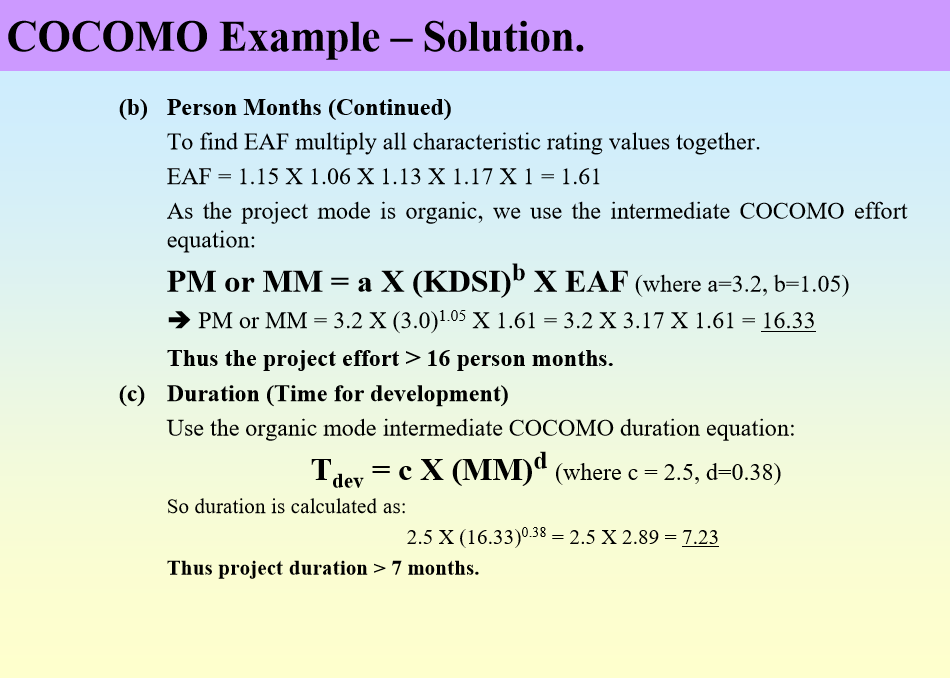 COCOMO Example – Solution.
(b) Person Months (Continued)
To find EAF multiply all characteristic rating values together.
EAF = 1.15 X 1.06 X 1.13 X 1.17 X 1 = 1.61
As the project mode is organic, we use the intermediate COCOMO effort
equation:
PM or MM = a X (KDSI)ᵇ X EAF (where a=3.2, b=1.05)
➔ PM or MM = 3.2 X (3.0)¹·⁰⁵ X 1.61 = 3.2 X 3.17 X 1.61 = 16.33
Thus the project effort > 16 person months.
(c) Duration (Time for development)
Use the organic mode intermediate COCOMO duration equation:
Tdev = c X (MM)ᵈ (where c = 2.5, d=0.38)
So duration is calculated as:
2.5 X (16.33)⁰·³⁸ = 2.5 X 2.89 = 7.23
Thus project duration > 7 months.